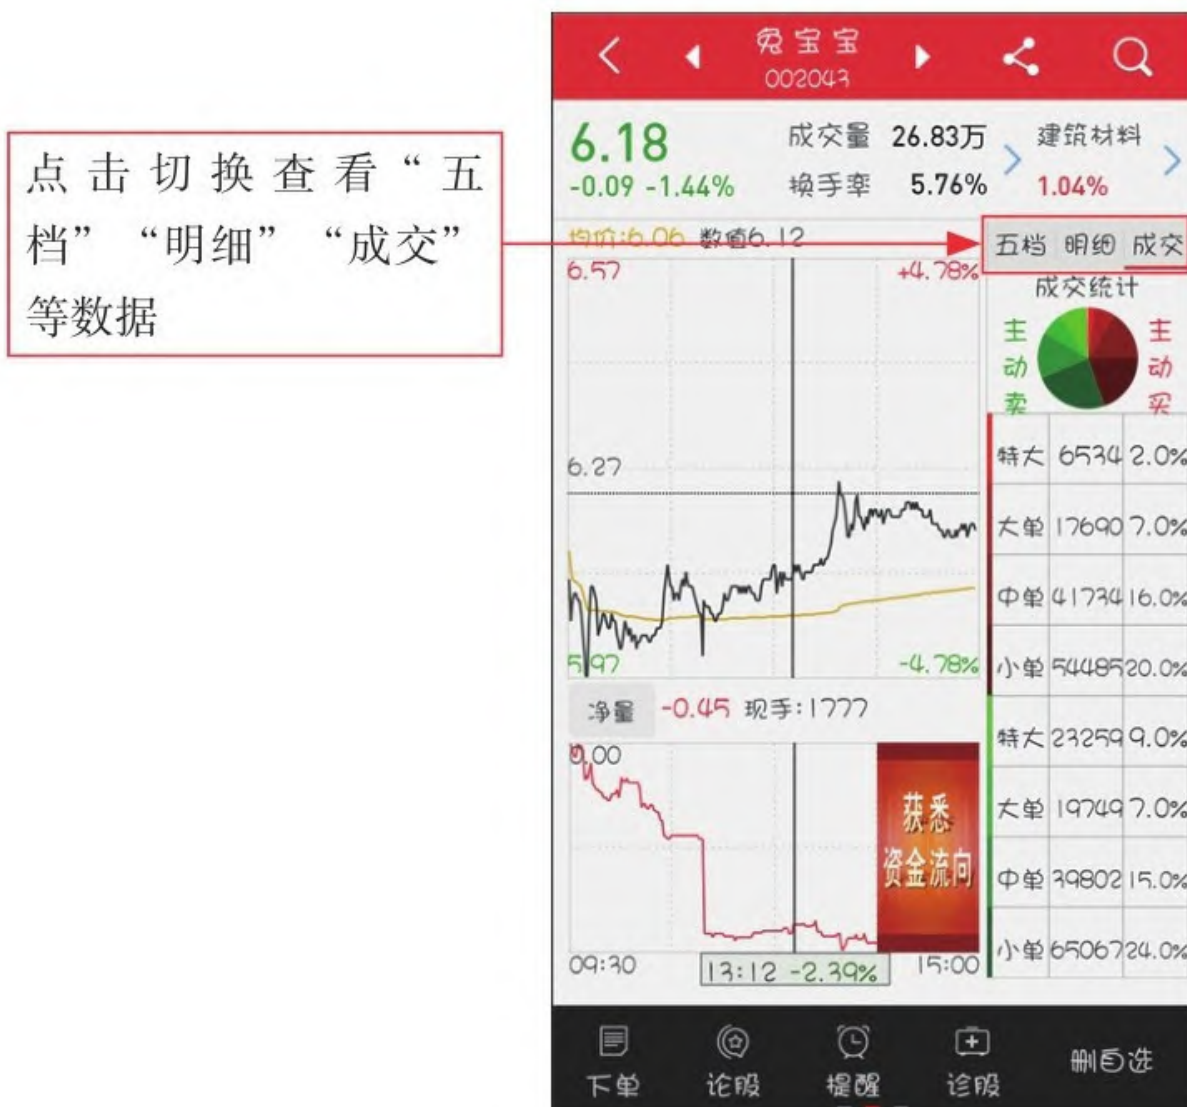 点击切换查看“五
档”“明细”“成交”
等数据
兔宝宝
002043
6.18
-0.09 -1.44%
成交量 26.83万
换手率 5.76%
建筑材料
1.04%
均价:6.06 数值6.12
五档 明细 成交
6.57 +4.78%
成交统计
主动卖
主动买
6.27
5.97 -4.78%
特大 6534 2.0%
大单 17690 7.0%
中单 41734 16.0%
小单 54485 20.0%
特大 23259 9.0%
大单 19749 7.0%
中单 39802 15.0%
小单 65067 24.0%
净量 -0.45 现手:1777
0.00
获悉
资金流向
09:30 13:12 -2.39% 15:00
下单 论股 提醒 诊股 删自选